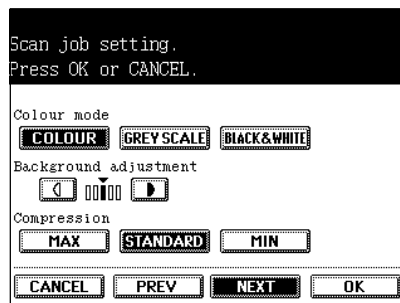 Scan job setting.
Press OK or CANCEL.
Colour mode
COLOUR GREY SCALE BLACK&WHITE
Background adjustment
Compression
MAX STANDARD MIN
CANCEL PREV NEXT OK